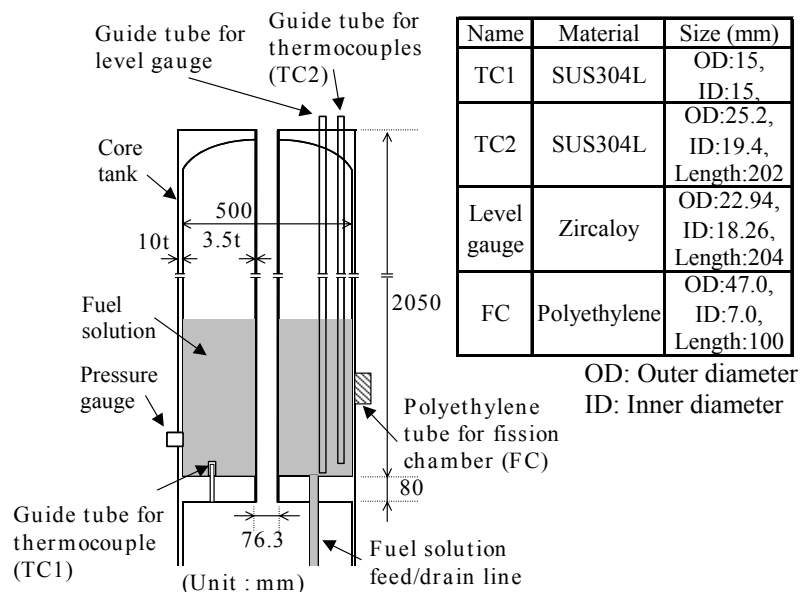 Guide tube for
level gauge
Guide tube for
thermocouples
(TC2)
Core
tank
500
10t
3.5t
2050
Fuel
solution
Pressure
gauge
Polyethylene
tube for fission
chamber (FC)
80
Guide tube for
thermocouple
(TC1)
76.3
Fuel solution
feed/drain line
(Unit : mm)
Name Material Size (mm)
TC1 SUS304L OD:15,
ID:15,
TC2 SUS304L OD:25.2,
ID:19.4,
Length:202
Level
gauge Zircaloy OD:22.94,
ID:18.26,
Length:204
FC Polyethylene OD:47.0,
ID:7.0,
Length:100
OD: Outer diameter
ID: Inner diameter